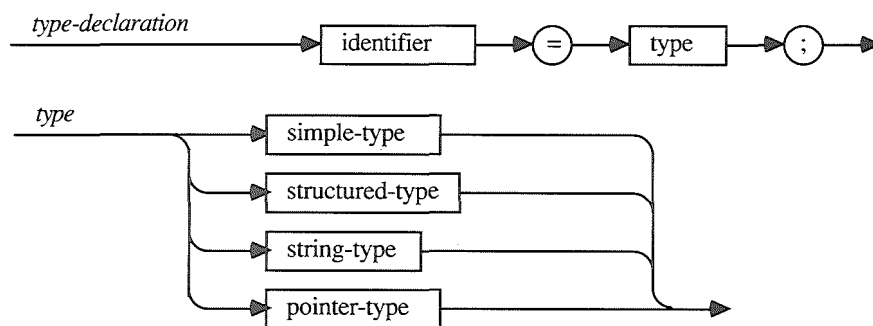 type-declaration
identifier = type ;
type
simple-type
structured-type
string-type
pointer-type